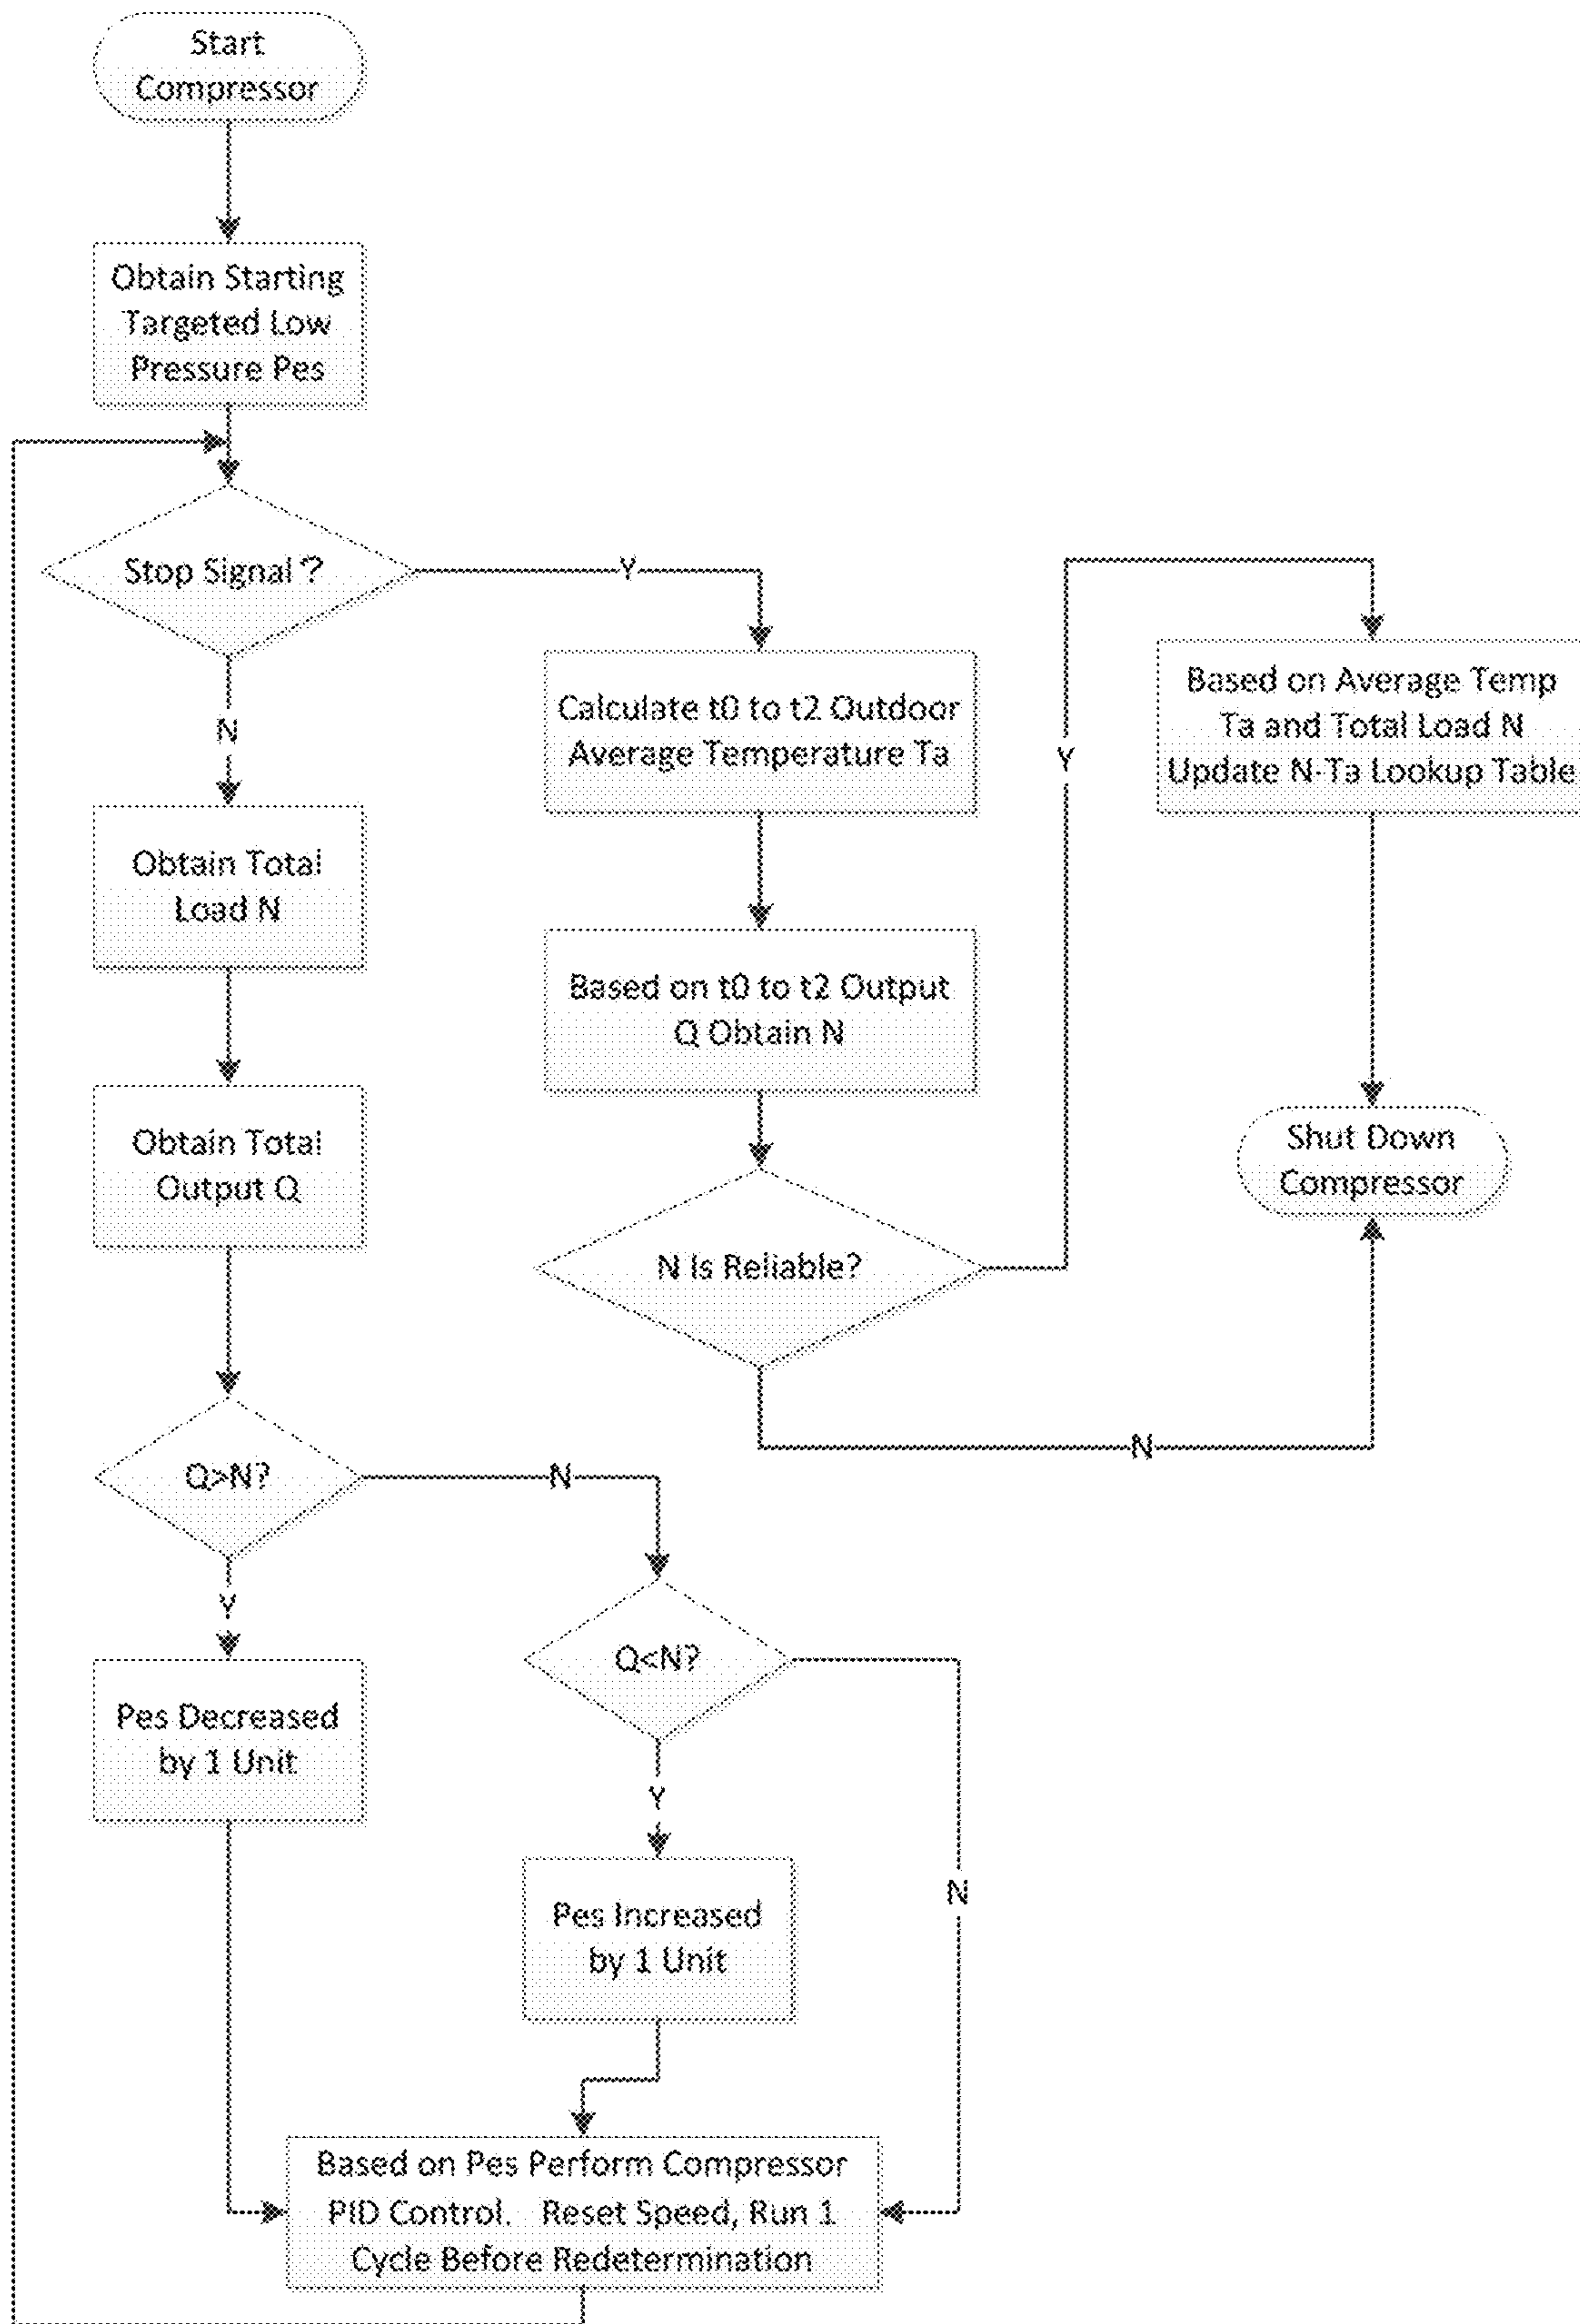 Start
Compressor
Obtain Starting
Targeted Low
Pressure Pes
Stop Signal ?
Y
N
Calculate t0 to t2 Outdoor
Average Temperature Ta
Y
Based on Average Temp
Ta and Total Load N
Update N-Ta Lookup Table
Obtain Total
Load N
Based on t0 to t2 Output
Q Obtain N
Obtain Total
Output Q
N Is Reliable?
Shut Down
Compressor
N
Q>N?
N
Y
Q<N?
Pes Decreased
by 1 Unit
Y
N
Pes Increased
by 1 Unit
Based on Pes Perform Compressor
PID Control. Reset Speed, Run 1
Cycle Before Redetermination